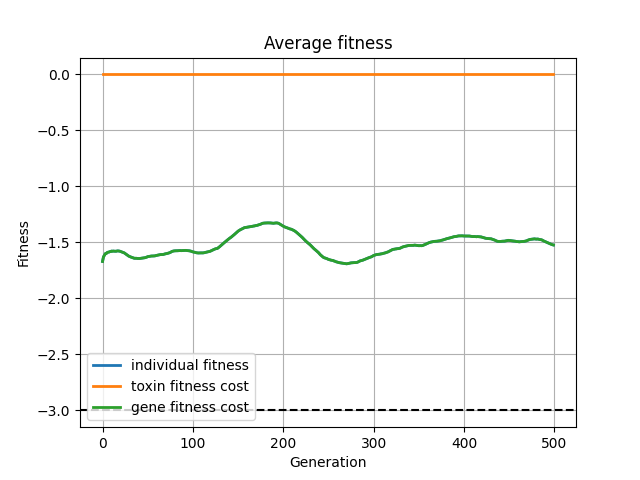 Average fitness
Fitness
0.0
−0.5
−1.0
−1.5
−2.0
−2.5
−3.0
individual fitness
toxin fitness cost
gene fitness cost
0 100 200 300 400 500
Generation